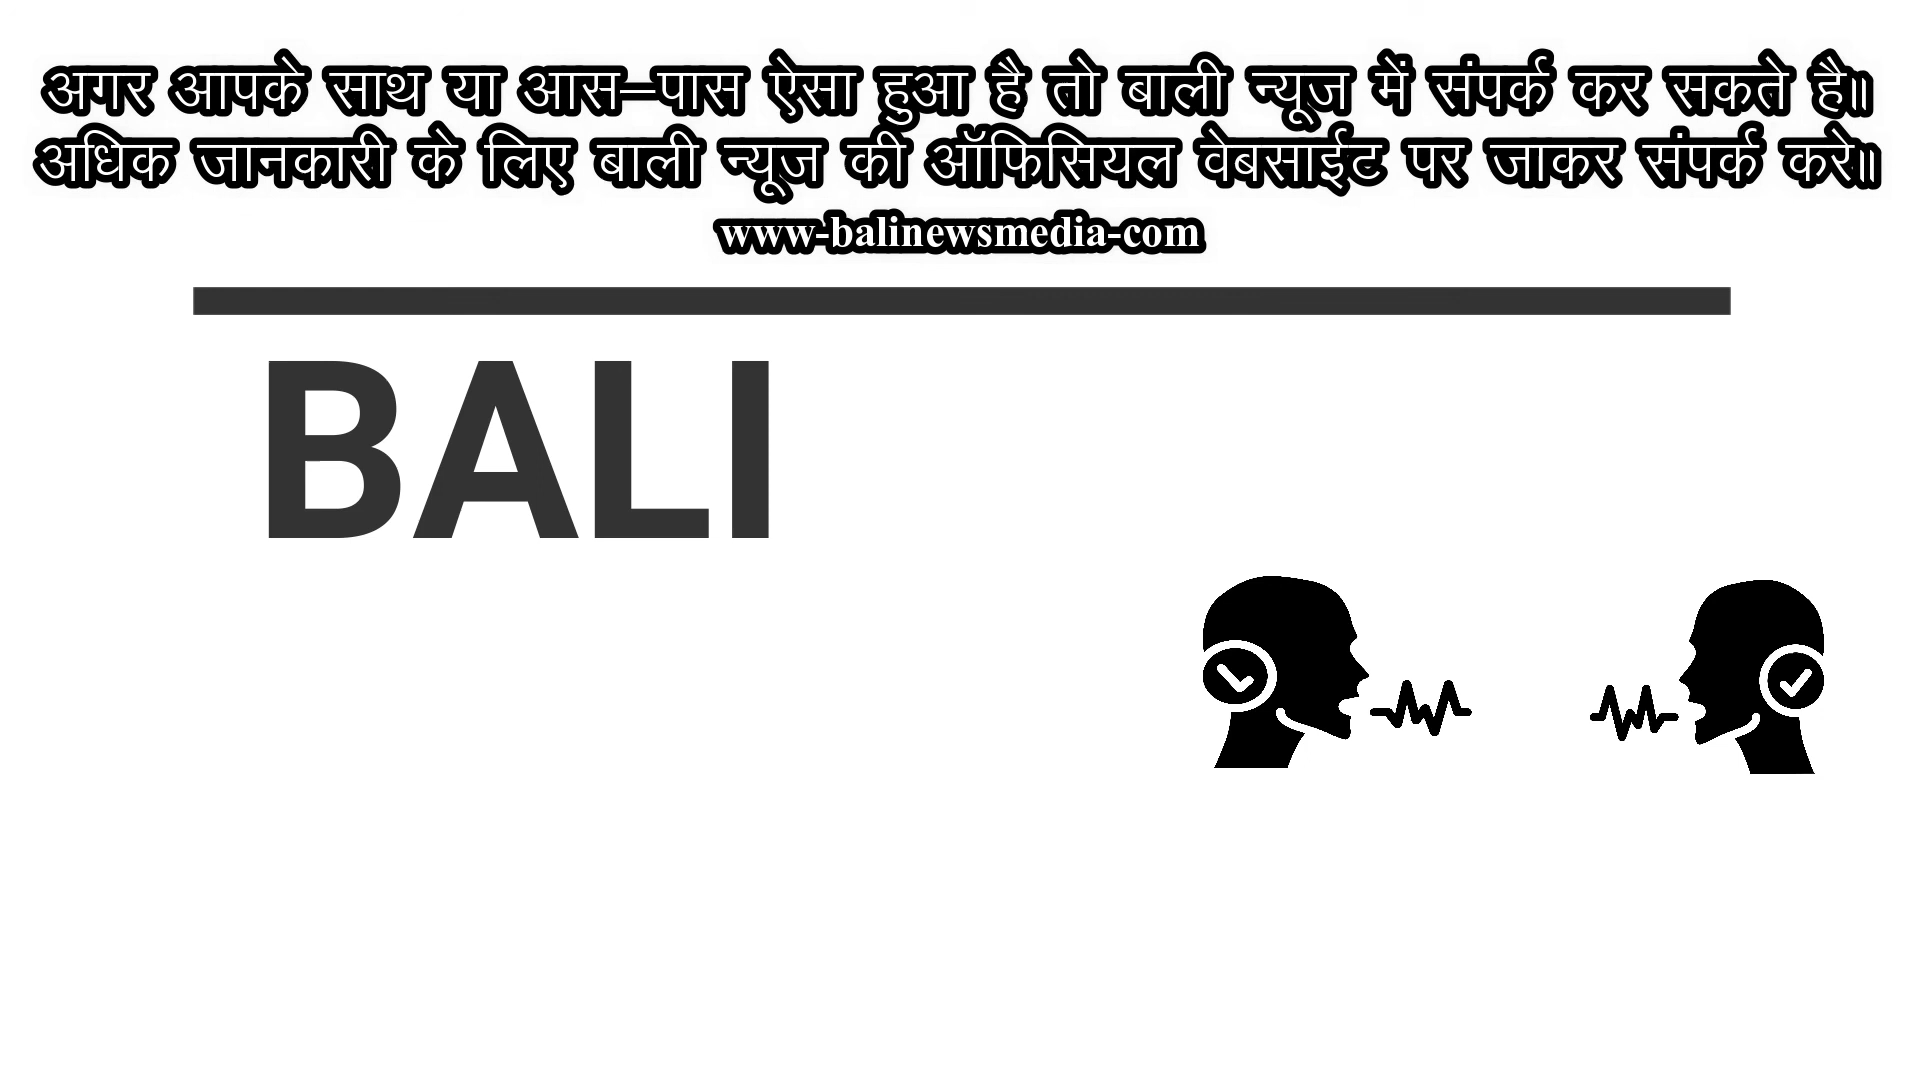 अगर आपके साथ या आस–पास ऐसा हुआ है तो बाली न्यूज में संपर्क कर सकते है॥
अधिक जानकारी के लिए बाली न्यूज की ऑफिसियल वेबसाईट पर जाकर संपर्क करे॥
www-balinewsmedia-com
BALI